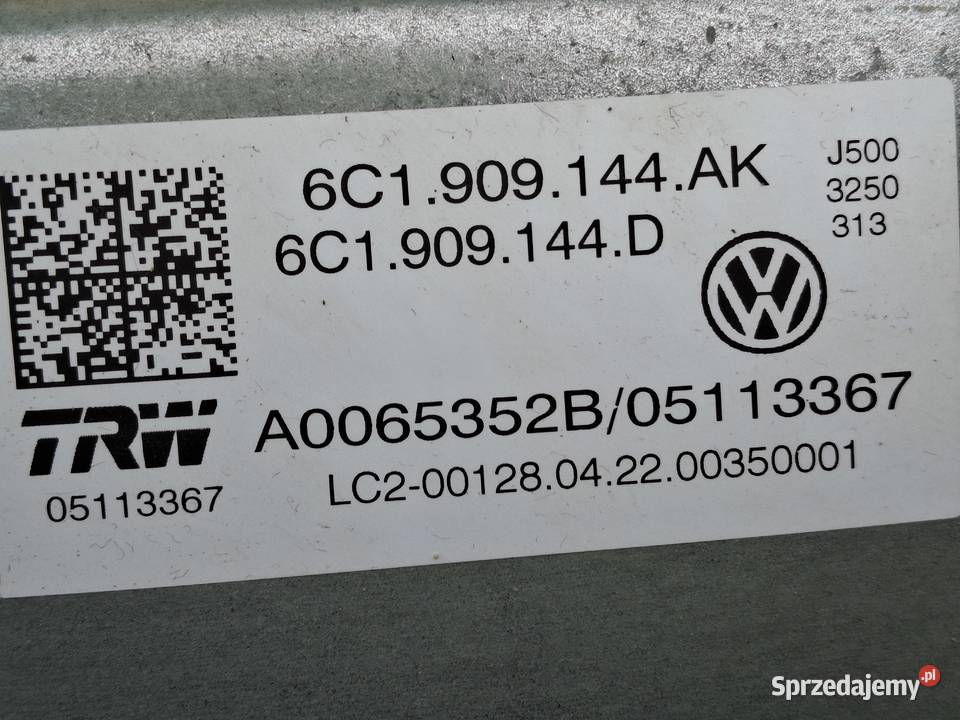 6C1.909.144.AK
6C1.909.144.D
J500
3250
313
TRW
05113367
A0065352B/05113367
LC2-00128.04.22.00350001
Sprzedajemy.pl